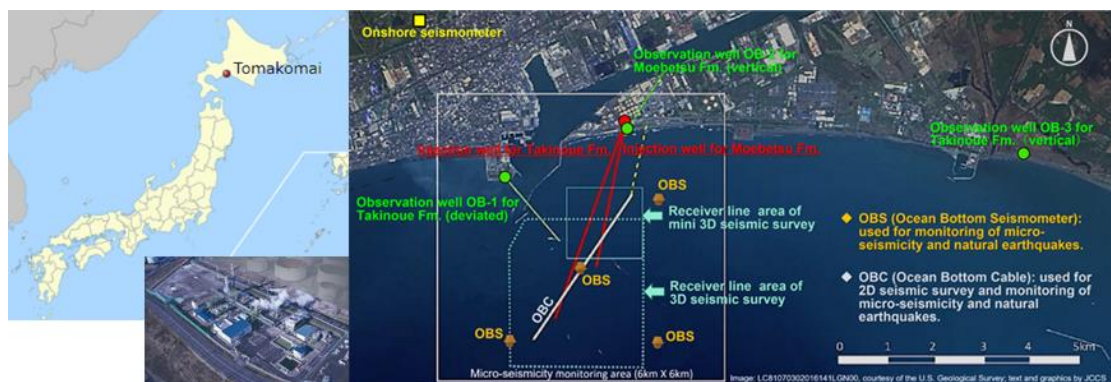 Tomakomai
Onshore seismometer
Observation well OB-2 for
Moebetsu Fm. (vertical)
N
Injection well for Takinoue Fm.
Injection well for Moebetsu Fm.
Observation well OB-3 for
Takinoue Fm. (vertical)
Observation well OB-1 for
Takinoue Fm. (deviated)
OBS
Receiver line area of
mini 3D seismic survey
OBS
OBC
Receiver line area of
3D seismic survey
OBS
OBS
Micro-seismicity monitoring area (6km X 6km)
OBS (Ocean Bottom Seismometer):
used for monitoring of micro-
seismicity and natural earthquakes.
OBC (Ocean Bottom Cable): used for
2D seismic survey and monitoring of
micro-seismicity and natural
earthquakes.
0 1 2 3 4 5km
Image: LC81070302016141LGN00, courtesy of the U.S. Geological Survey; text and graphics by JCCS